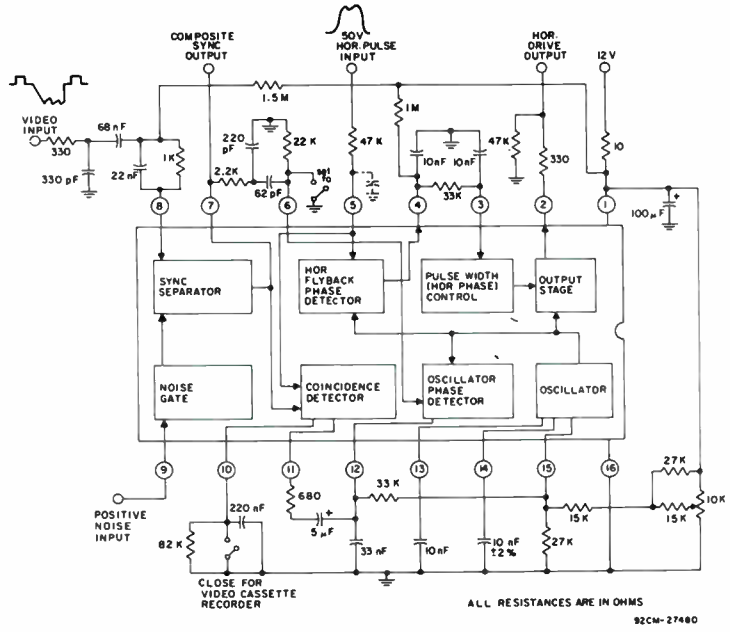 COMPOSITE
SYNC
OUTPUT
50V
HOR. PULSE
INPUT
HOR.
DRIVE
OUTPUT
12 V
VIDEO
INPUT
330
68 nF
330 pF
22 nF
1K
1.5 M
220
pF
22 K
2.2K
62 pF
47 K
1M
10nF
10nF
33K
47K
330
10
+
100 µF
8
7
6
5
4
3
2
1
SYNC
SEPARATOR
HOR
FLYBACK
PHASE
DETECTOR
PULSE WIDTH
(HOR PHASE)
CONTROL
OUTPUT
STAGE
NOISE
GATE
COINCIDENCE
DETECTOR
OSCILLATOR
PHASE
DETECTOR
OSCILLATOR
9
10
11
12
13
14
15
16
POSITIVE
NOISE
INPUT
82 K
220 nF
680
+
5 µF
33 K
33 nF
10nF
10 nF
±2%
27K
15K
27K
15K
10K
CLOSE FOR
VIDEO CASSETTE
RECORDER
ALL RESISTANCES ARE IN OHMS
92CM-27480